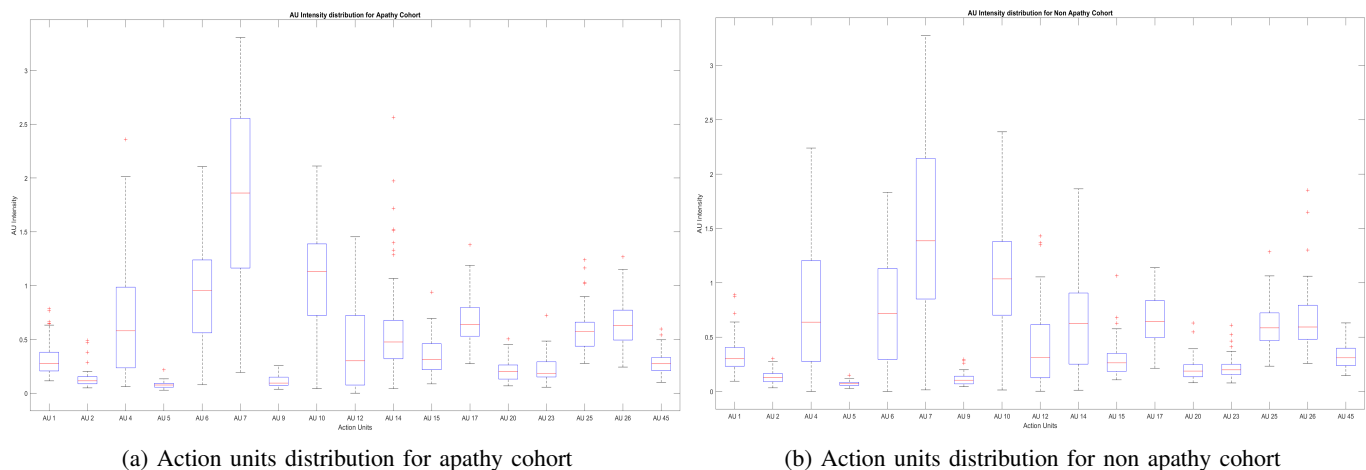 AU Intensity distribution for Apathy Cohort
3
2.5
2
1.5
1
0.5
0
AU Intensity
AU 1 AU 2 AU 4 AU 5 AU 6 AU 7 AU 9 AU 10 AU 12 AU 14 AU 15 AU 17 AU 20 AU 23 AU 25 AU 26 AU 45
Action Units
(a) Action units distribution for apathy cohort
AU Intensity distribution for Non Apathy Cohort
3
2.5
2
1.5
1
0.5
0
AU Intensity
AU 1 AU 2 AU 4 AU 5 AU 6 AU 7 AU 9 AU 10 AU 12 AU 14 AU 15 AU 17 AU 20 AU 23 AU 25 AU 26 AU 45
Action Units
(b) Action units distribution for non apathy cohort